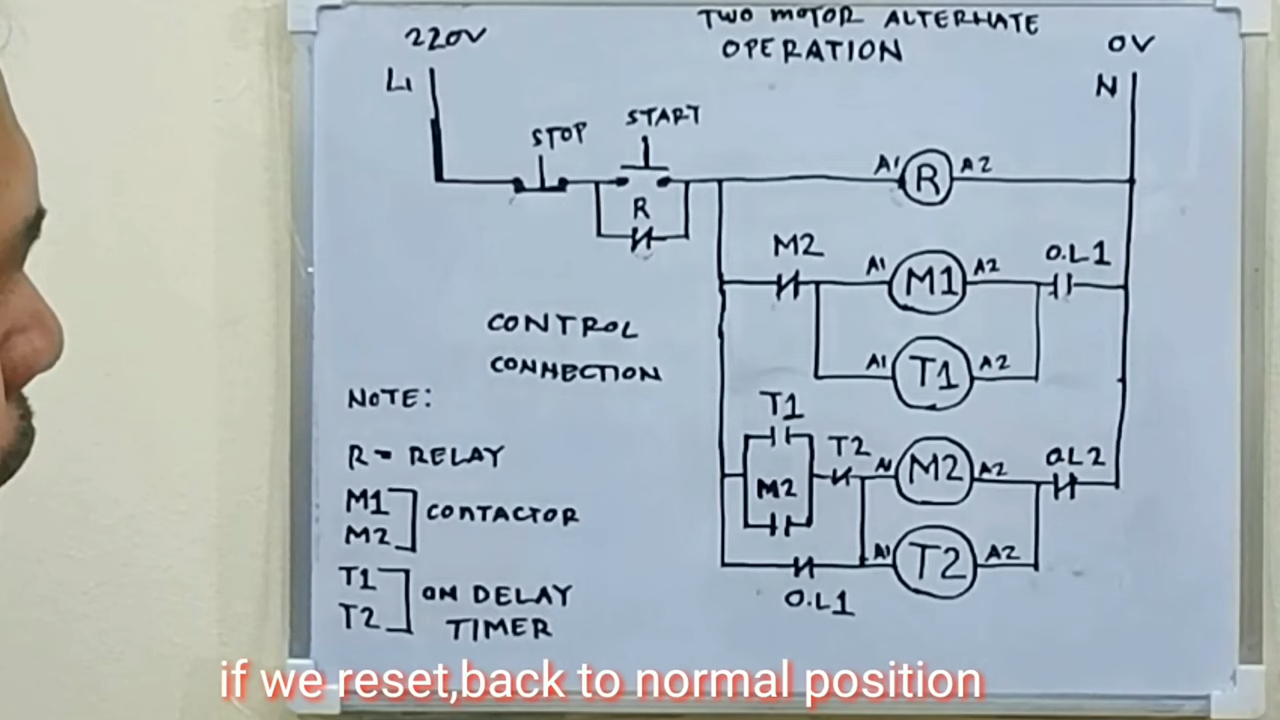 TWO MOTOR ALTERNATE
OPERATION
220V
0V
L1
N
STOP
START
A1
R
A2
R
M2
A1
M1
A2
O.L1
CONTROL
CONNECTION
A1
T1
A2
NOTE:
T1
R = RELAY
T2
A1
M2
A2
O.L2
M1
M2
CONTACTOR
M2
T1
T2
ON DELAY
TIMER
A1
T2
A2
O.L1
if we reset,back to normal position